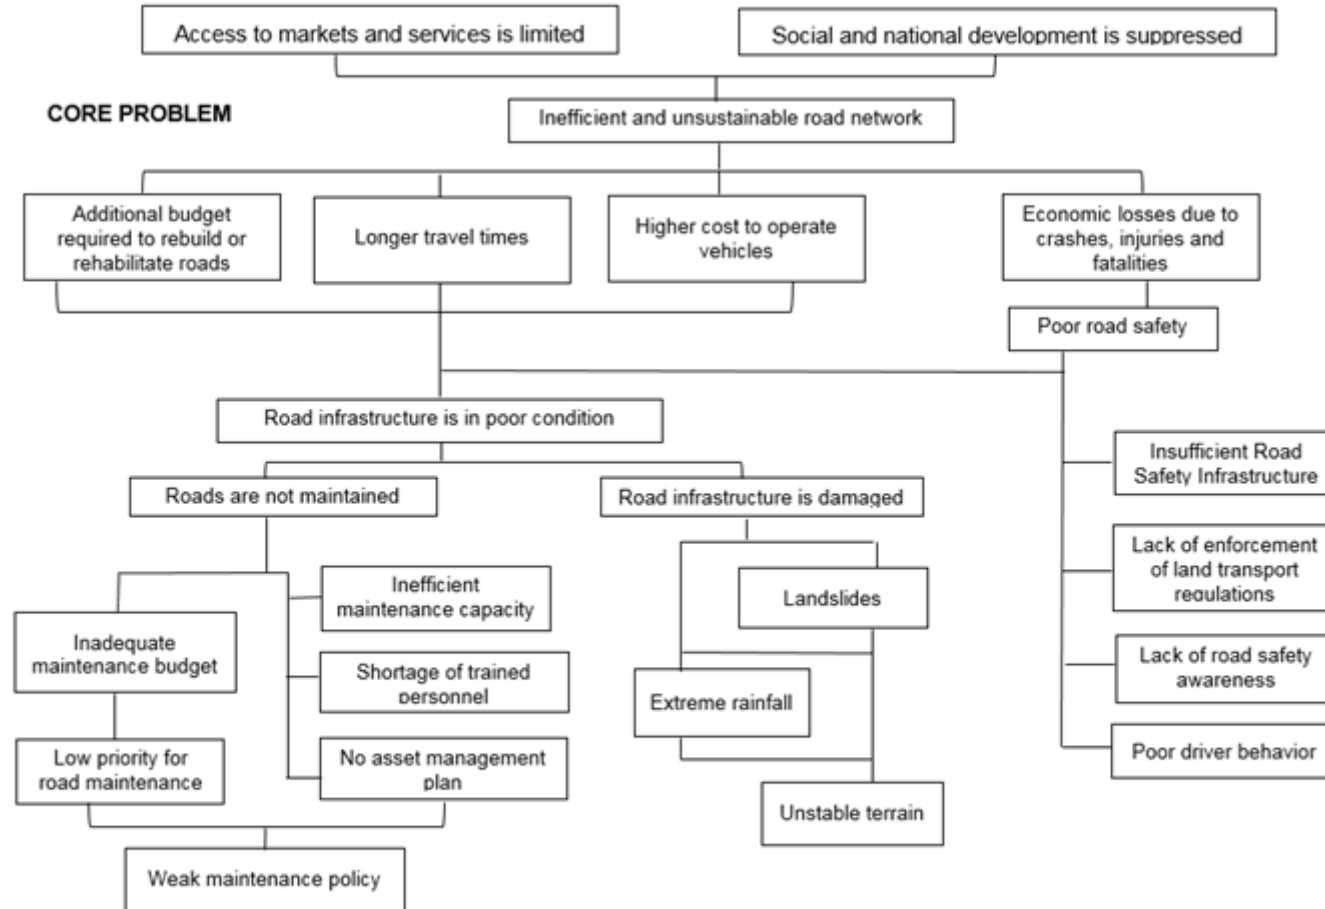 Access to markets and services is limited
Social and national development is suppressed
CORE PROBLEM
Inefficient and unsustainable road network
Additional budget
required to rebuild or
rehabilitate roads
Longer travel times
Higher cost to operate
vehicles
Economic losses due to
crashes, injuries and
fatalities
Poor road safety
Road infrastructure is in poor condition
Roads are not maintained
Road infrastructure is damaged
Insufficient Road
Safety Infrastructure
Lack of enforcement
of land transport
regulations
Lack of road safety
awareness
Poor driver behavior
Inefficient
maintenance capacity
Landslides
Inadequate
maintenance budget
Shortage of trained
personnel
Extreme rainfall
Low priority for
road maintenance
No asset management
plan
Unstable terrain
Weak maintenance policy